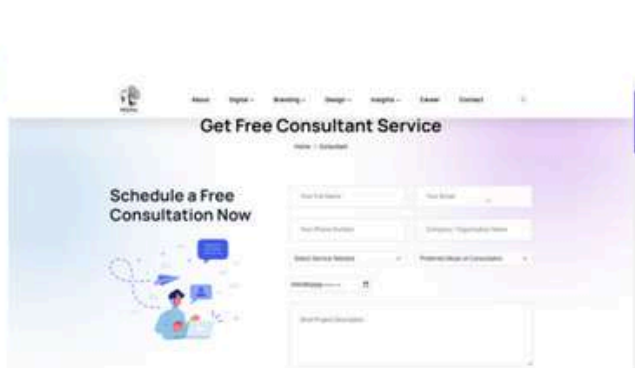 About Digital Branding Design Insights Career Contact
Get Free Consultant Service
Home / Consultant
Schedule a Free
Consultation Now
Your Full Name
Your Email
Your Phone Number
Company / Organisation Name
Select Service Needed
Preferred Mode of Consultation
Brief Project Description